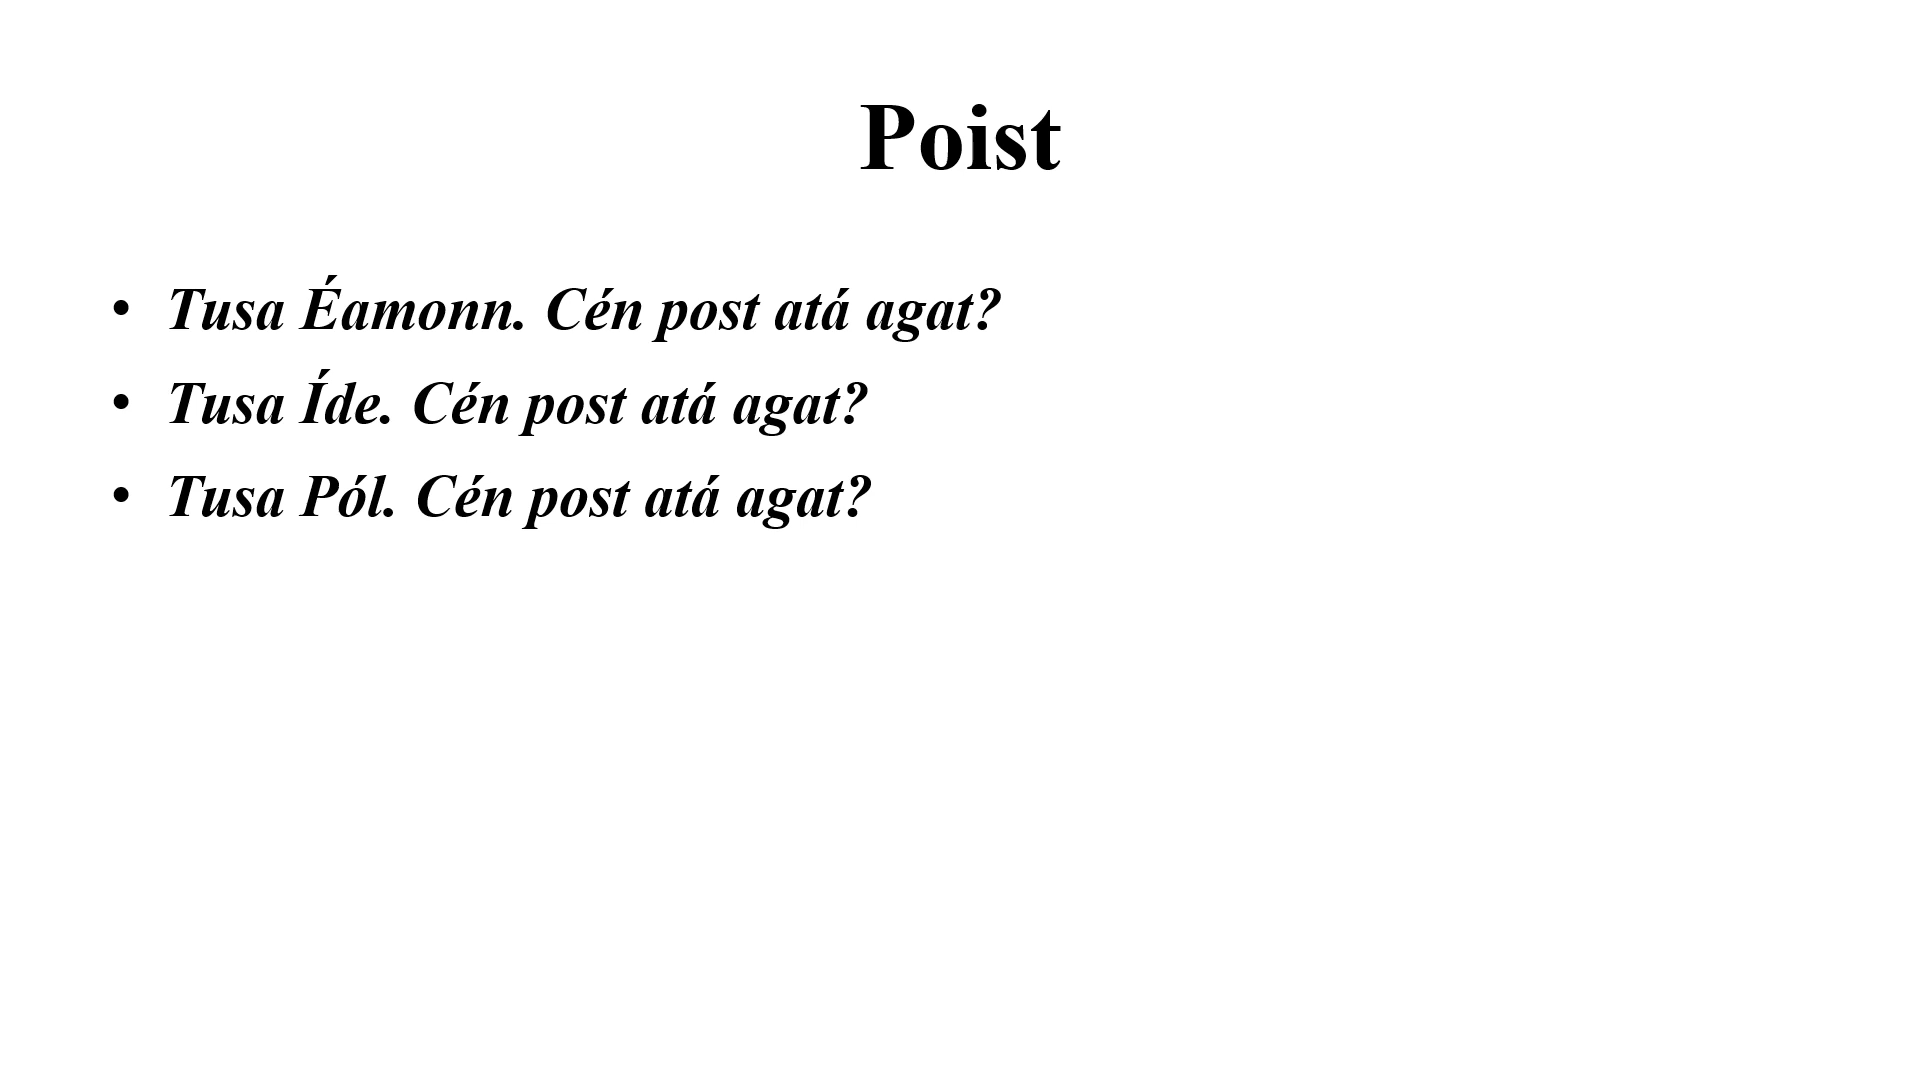 Poist
• Tusa Éamonn. Cén post atá agat?
• Tusa Íde. Cén post atá agat?
• Tusa Pól. Cén post atá agat?